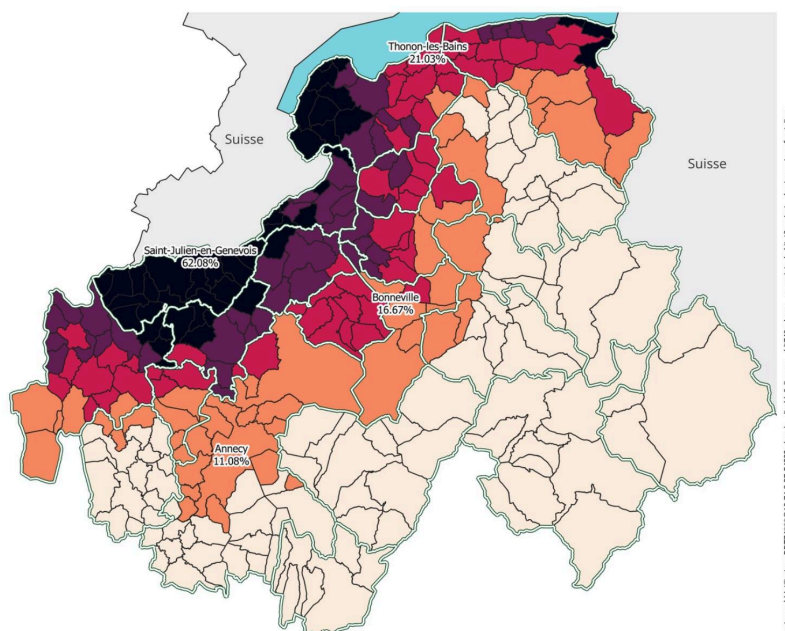 Thonon-les-Bains
21.03%
Suisse
Suisse
Saint-Julien-en-Genevois
62.08%
Bonneville
16.67%
Annecy
11.08%